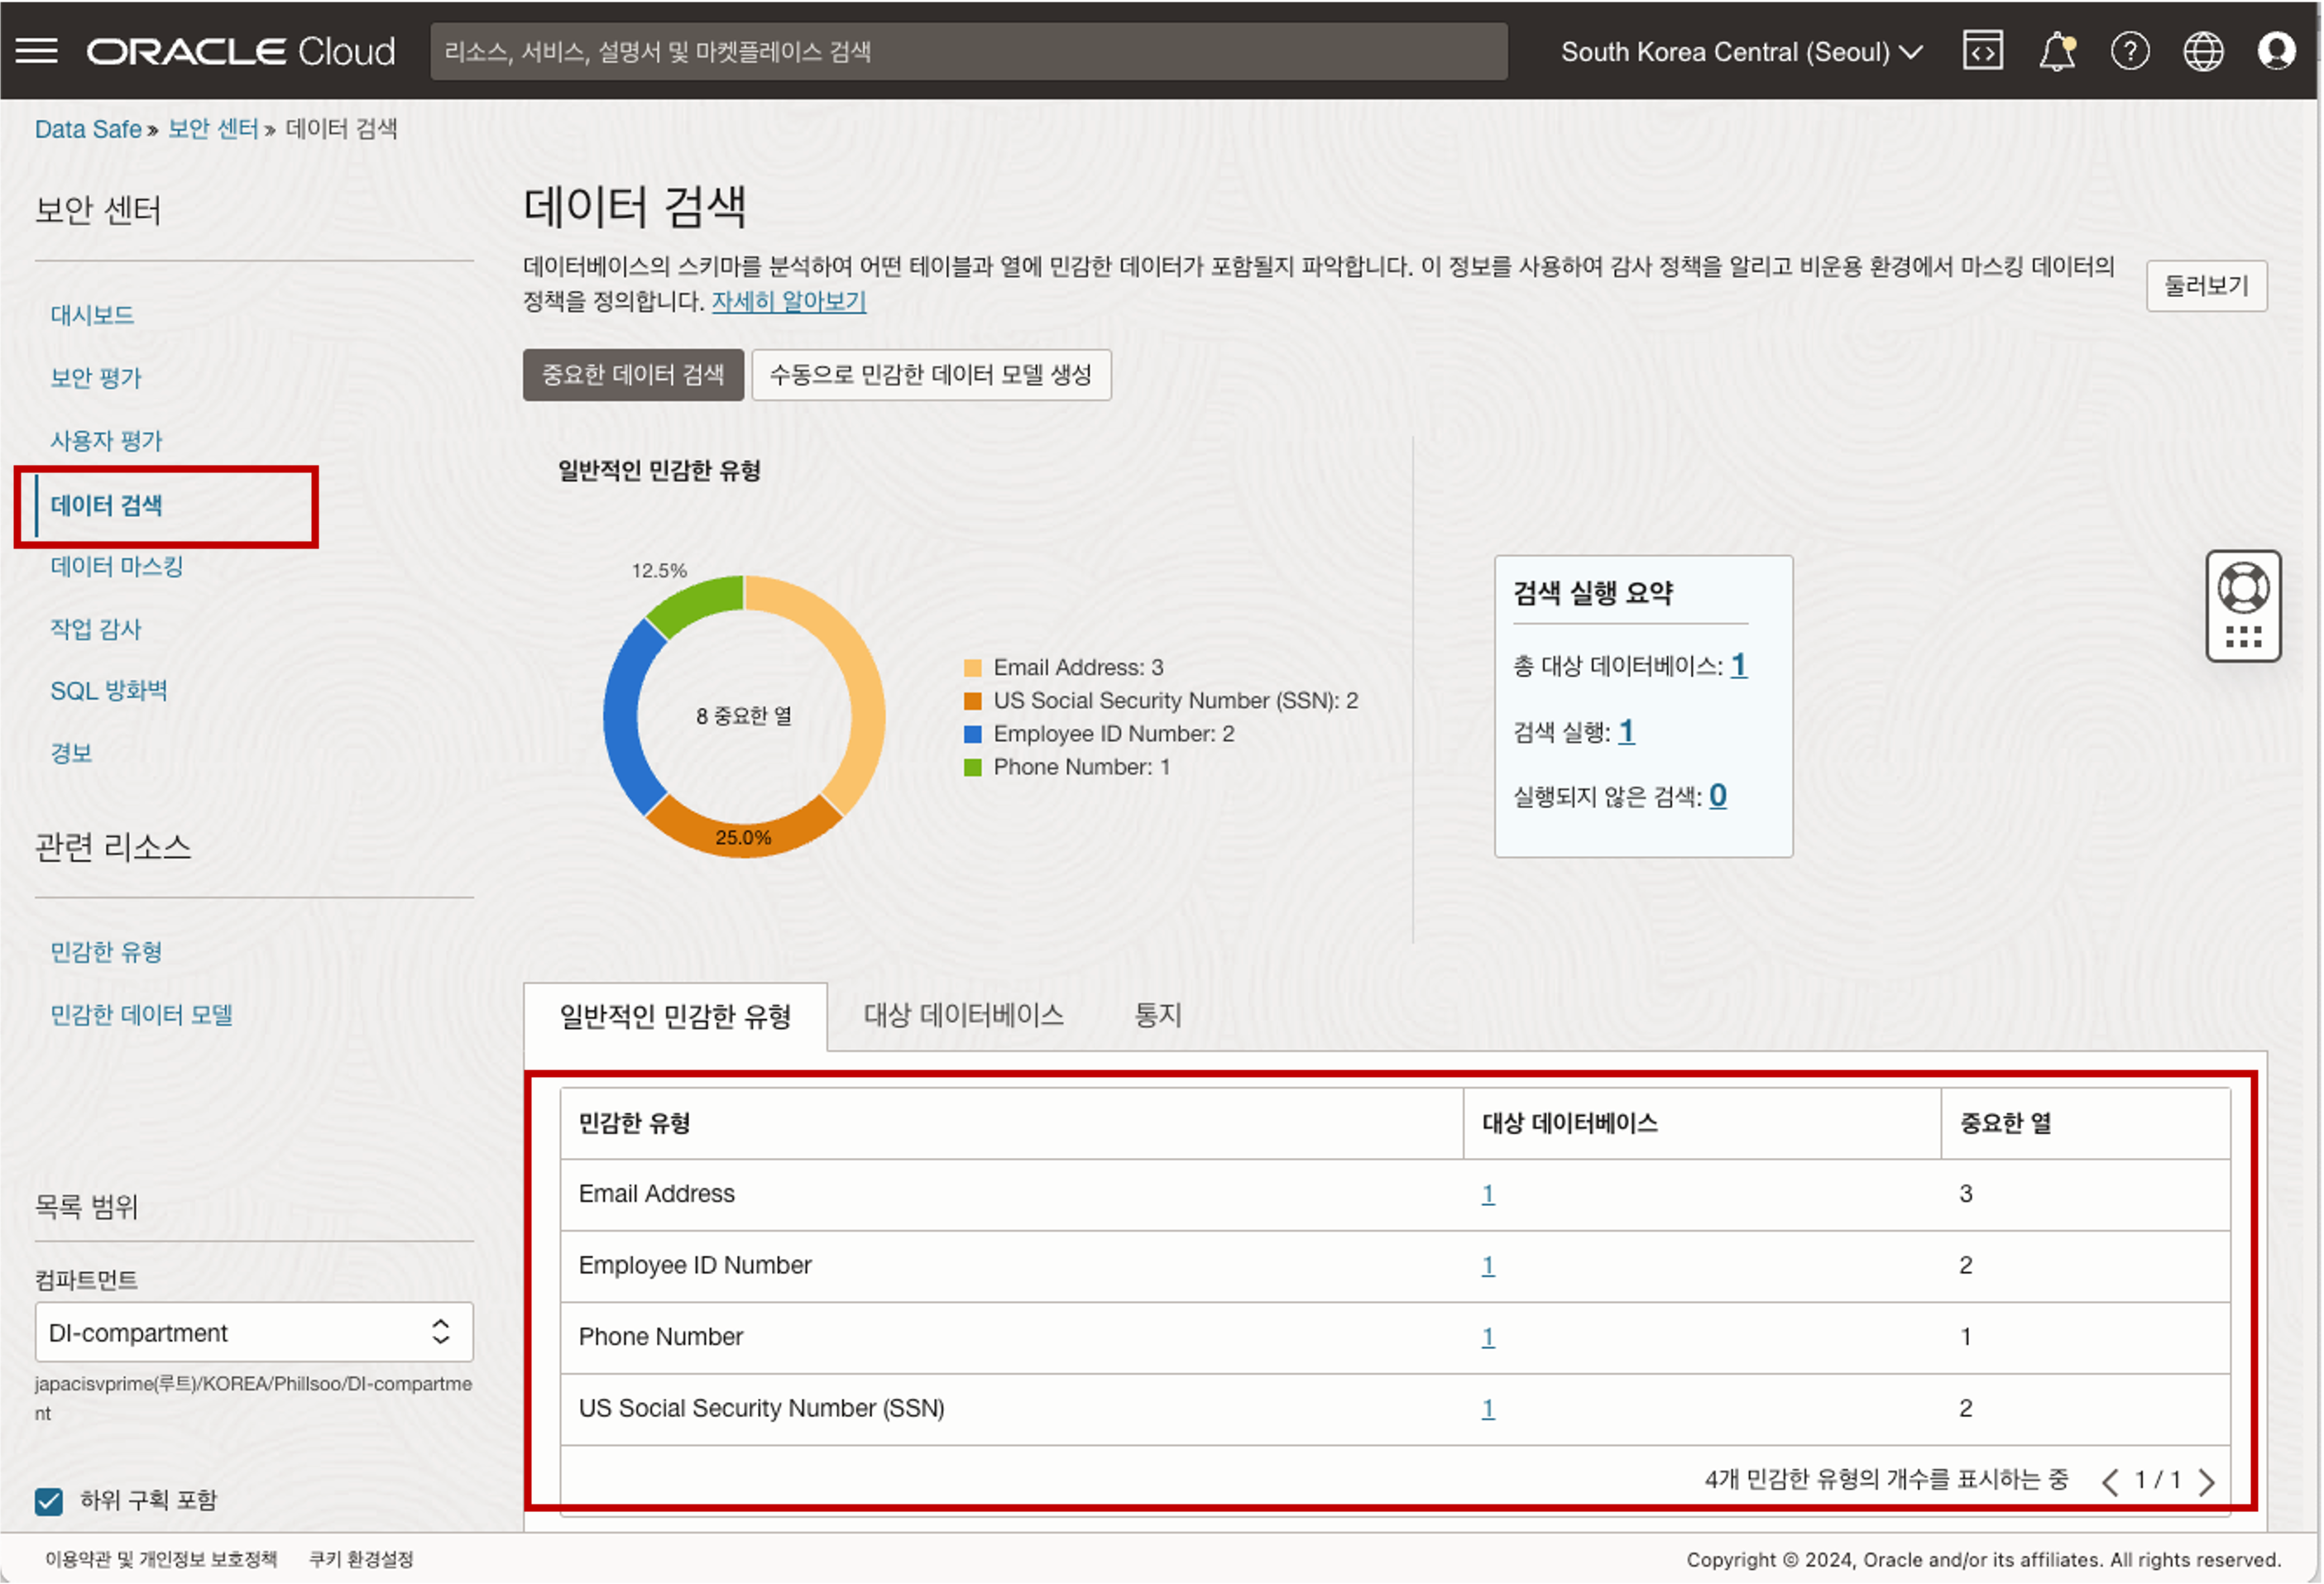 ORACLE Cloud
리소스, 서비스, 설명서 및 마켓플레이스 검색
South Korea Central (Seoul)
Data Safe » 보안 센터 » 데이터 검색
보안 센터
대시보드
보안 평가
사용자 평가
데이터 검색
데이터 마스킹
작업 감사
SQL 방화벽
경보
관련 리소스
민감한 유형
민감한 데이터 모델
목록 범위
컴파트먼트
DI-compartment
japacisvprime(루트)/KOREA/Phillsoo/DI-compartme
nt
하위 구획 포함
데이터 검색
데이터베이스의 스키마를 분석하여 어떤 테이블과 열에 민감한 데이터가 포함될지 파악합니다. 이 정보를 사용하여 감사 정책을 알리고 비운용 환경에서 마스킹 데이터의
정책을 정의합니다. 자세히 알아보기
둘러보기
중요한 데이터 검색
수동으로 민감한 데이터 모델 생성
일반적인 민감한 유형
12.5%
8 중요한 열
25.0%
Email Address: 3
US Social Security Number (SSN): 2
Employee ID Number: 2
Phone Number: 1
검색 실행 요약
총 대상 데이터베이스: 1
검색 실행: 1
실행되지 않은 검색: 0
일반적인 민감한 유형 대상 데이터베이스 통지
민감한 유형 대상 데이터베이스 중요한 열
Email Address 1 3
Employee ID Number 1 2
Phone Number 1 1
US Social Security Number (SSN) 1 2
4개 민감한 유형의 개수를 표시하는 중 1 / 1
이용약관 및 개인정보 보호정책 쿠키 환경설정
Copyright © 2024, Oracle and/or its affiliates. All rights reserved.